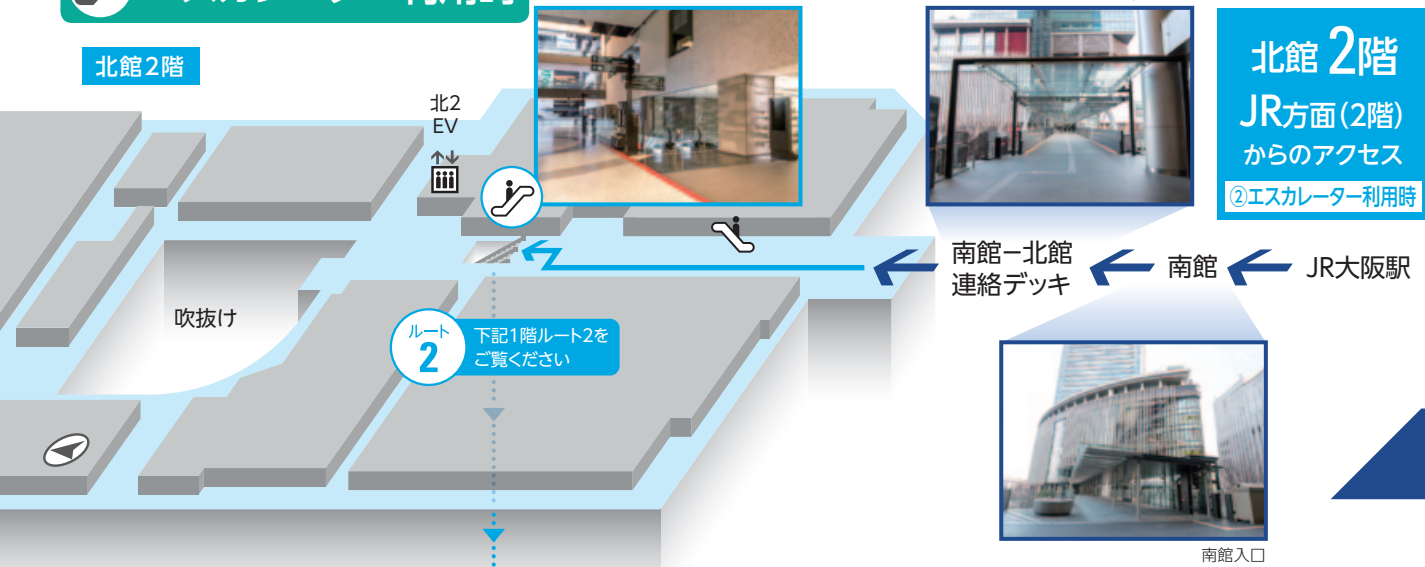 北館2階
北2
EV
吹抜け
ルート
2
下記1階ルート2を
ご覧ください
北館 2階
JR方面(2階)
からのアクセス
②エスカレーター利用時
南館ー北館
連絡デッキ
南館
JR大阪駅
南館入口